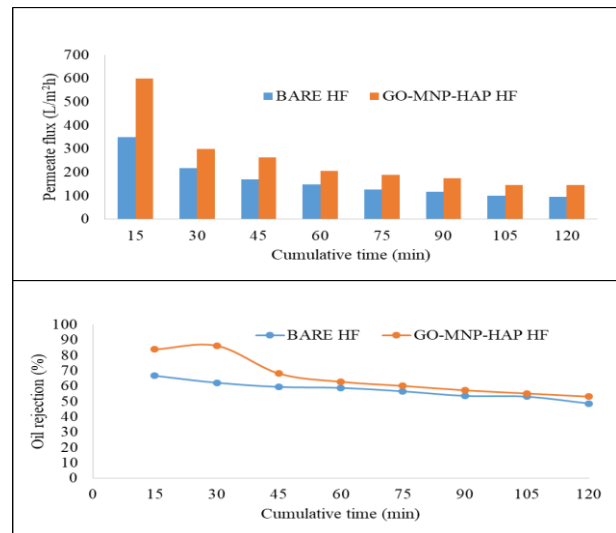 700
600
500
400
300
200
100
0
Permeate flux (L/m²h)
BARE HF GO-MNP-HAP HF
15 30 45 60 75 90 105 120
Cumulative time (min)
100
90
80
70
60
50
40
30
20
10
0
Oil rejection (%)
BARE HF GO-MNP-HAP HF
0 15 30 45 60 75 90 105 120
Cumulative time (min)